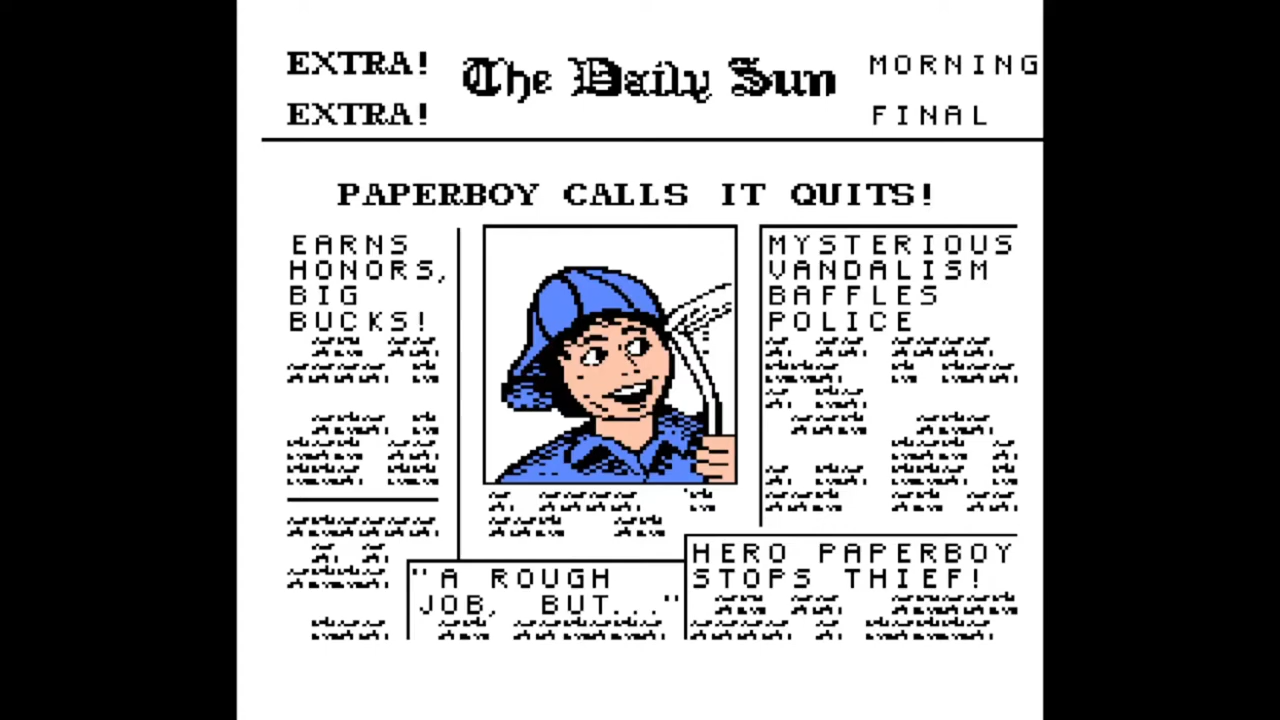 EXTRA!
EXTRA!
The Daily Sun
MORNING
FINAL
PAPERBOY CALLS IT QUITS!
EARNS
HONORS,
BIG
BUCKS!
MYSTERIOUS
VANDALISM
BAFFLES
POLICE
"A ROUGH
JOB, BUT..."
HERO PAPERBOY
STOPS THIEF!